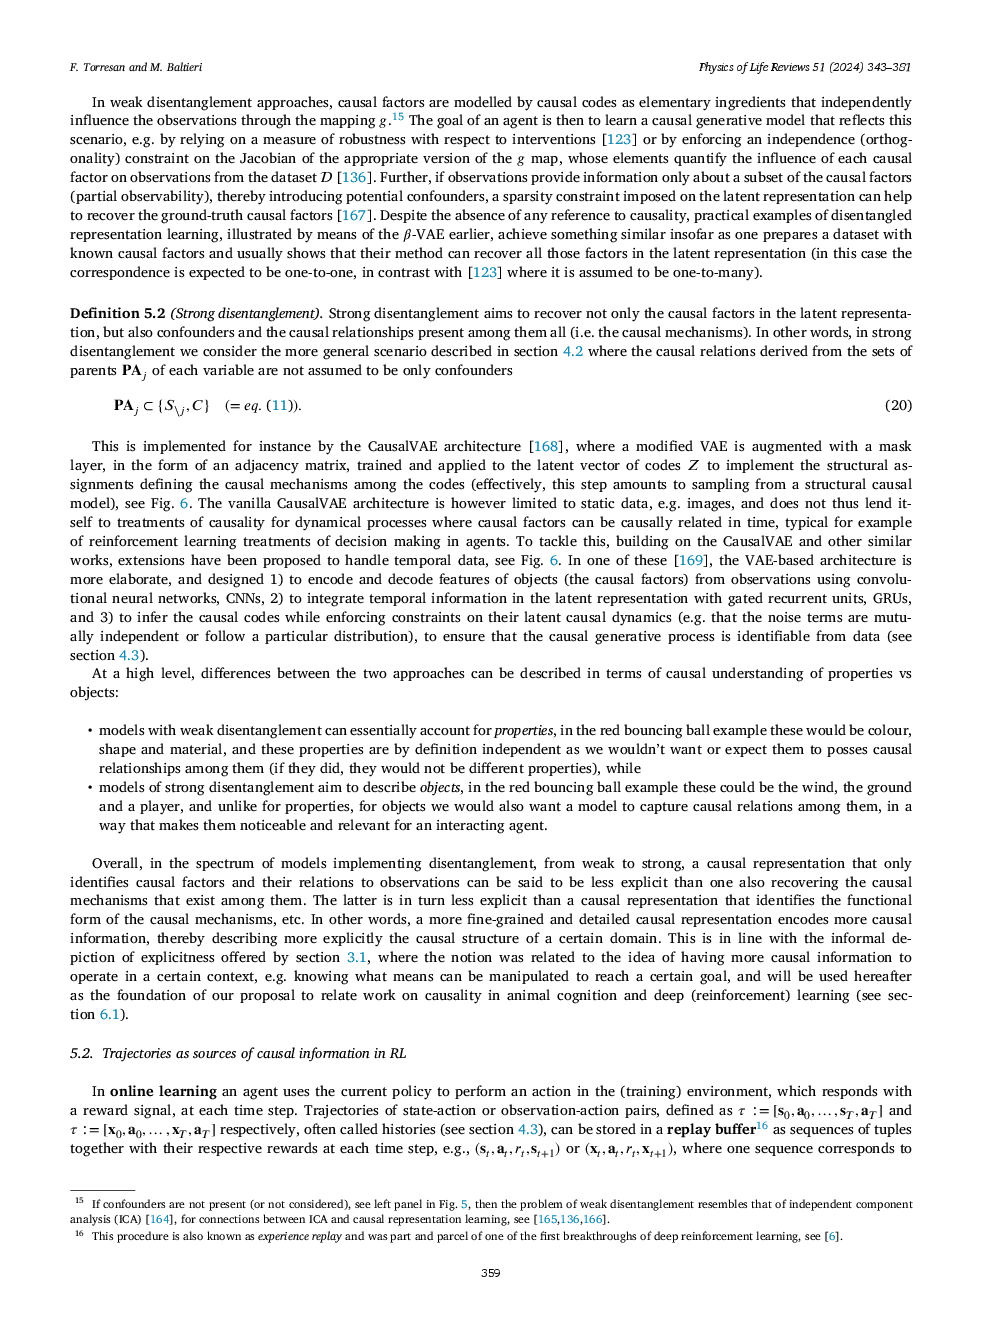 F. Torresan and M. Baltieri
Physics of Life Reviews 51 (2024) 343–381
In weak disentanglement approaches, causal factors are modelled by causal codes as elementary ingredients that independently
influence the observations through the mapping g.15 The goal of an agent is then to learn a causal generative model that reflects this
scenario, e.g. by relying on a measure of robustness with respect to interventions [123] or by enforcing an independence (orthog-
onality) constraint on the Jacobian of the appropriate version of the g map, whose elements quantify the influence of each causal
factor on observations from the dataset D [136]. Further, if observations provide information only about a subset of the causal factors
(partial observability), thereby introducing potential confounders, a sparsity constraint imposed on the latent representation can help
to recover the ground-truth causal factors [167]. Despite the absence of any reference to causality, practical examples of disentangled
representation learning, illustrated by means of the β-VAE earlier, achieve something similar insofar as one prepares a dataset with
known causal factors and usually shows that their method can recover all those factors in the latent representation (in this case the
correspondence is expected to be one-to-one, in contrast with [123] where it is assumed to be one-to-many).
Definition 5.2 (Strong disentanglement). Strong disentanglement aims to recover not only the causal factors in the latent representa-
tion, but also confounders and the causal relationships present among them all (i.e. the causal mechanisms). In other words, in strong
disentanglement we consider the more general scenario described in section 4.2 where the causal relations derived from the sets of
parents PAj of each variable are not assumed to be only confounders
PAj ⊂ {S\j, C} (= eq. (11)). (20)
This is implemented for instance by the CausalVAE architecture [168], where a modified VAE is augmented with a mask
layer, in the form of an adjacency matrix, trained and applied to the latent vector of codes Z to implement the structural as-
signments defining the causal mechanisms among the codes (effectively, this step amounts to sampling from a structural causal
model), see Fig. 6. The vanilla CausalVAE architecture is however limited to static data, e.g. images, and does not thus lend it-
self to treatments of causality for dynamical processes where causal factors can be causally related in time, typical for example
of reinforcement learning treatments of decision making in agents. To tackle this, building on the CausalVAE and other similar
works, extensions have been proposed to handle temporal data, see Fig. 6. In one of these [169], the VAE-based architecture is
more elaborate, and designed 1) to encode and decode features of objects (the causal factors) from observations using convolu-
tional neural networks, CNNs, 2) to integrate temporal information in the latent representation with gated recurrent units, GRUs,
and 3) to infer the causal codes while enforcing constraints on their latent causal dynamics (e.g. that the noise terms are mutu-
ally independent or follow a particular distribution), to ensure that the causal generative process is identifiable from data (see
section 4.3).
At a high level, differences between the two approaches can be described in terms of causal understanding of properties vs
objects:
• models with weak disentanglement can essentially account for properties, in the red bouncing ball example these would be colour,
shape and material, and these properties are by definition independent as we wouldn't want or expect them to posses causal
relationships among them (if they did, they would not be different properties), while
• models of strong disentanglement aim to describe objects, in the red bouncing ball example these could be the wind, the ground
and a player, and unlike for properties, for objects we would also want a model to capture causal relations among them, in a
way that makes them noticeable and relevant for an interacting agent.
Overall, in the spectrum of models implementing disentanglement, from weak to strong, a causal representation that only
identifies causal factors and their relations to observations can be said to be less explicit than one also recovering the causal
mechanisms that exist among them. The latter is in turn less explicit than a causal representation that identifies the functional
form of the causal mechanisms, etc. In other words, a more fine-grained and detailed causal representation encodes more causal
information, thereby describing more explicitly the causal structure of a certain domain. This is in line with the informal de-
piction of explicitness offered by section 3.1, where the notion was related to the idea of having more causal information to
operate in a certain context, e.g. knowing what means can be manipulated to reach a certain goal, and will be used hereafter
as the foundation of our proposal to relate work on causality in animal cognition and deep (reinforcement) learning (see sec-
tion 6.1).
5.2. Trajectories as sources of causal information in RL
In online learning an agent uses the current policy to perform an action in the (training) environment, which responds with
a reward signal, at each time step. Trajectories of state-action or observation-action pairs, defined as τ := [s0, a0, … , sT, aT] and
τ := [x0, a0, … , xT, aT] respectively, often called histories (see section 4.3), can be stored in a replay buffer16 as sequences of tuples
together with their respective rewards at each time step, e.g., (st, at, rt, st+1) or (xt, at, rt, xt+1), where one sequence corresponds to
15 If confounders are not present (or not considered), see left panel in Fig. 5, then the problem of weak disentanglement resembles that of independent component
analysis (ICA) [164], for connections between ICA and causal representation learning, see [165,136,166].
16 This procedure is also known as experience replay and was part and parcel of one of the first breakthroughs of deep reinforcement learning, see [6].
359